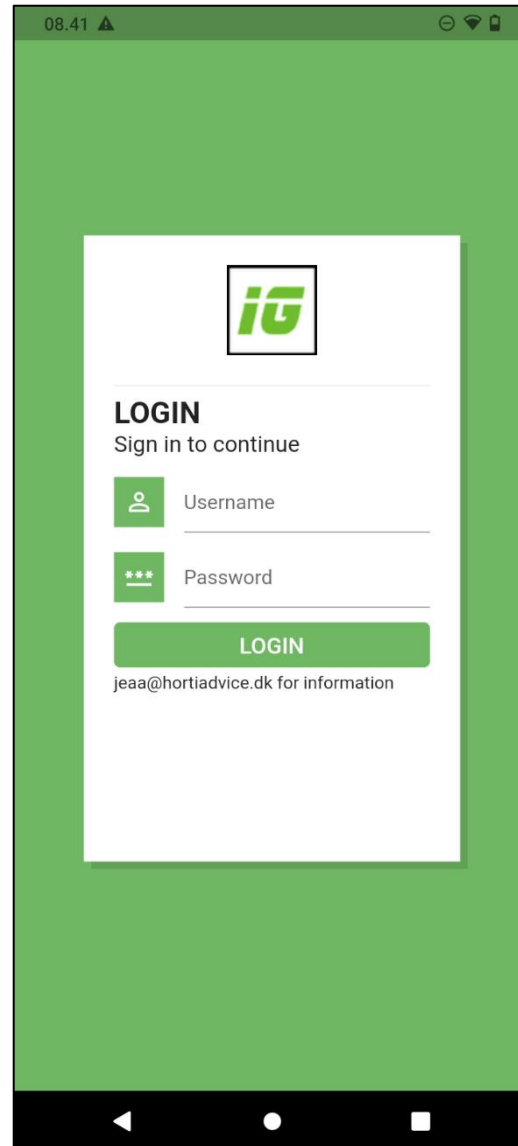 08.41
iG
LOGIN
Sign in to continue
Username
***
Password
LOGIN
jeaa@hortiadvice.dk for information